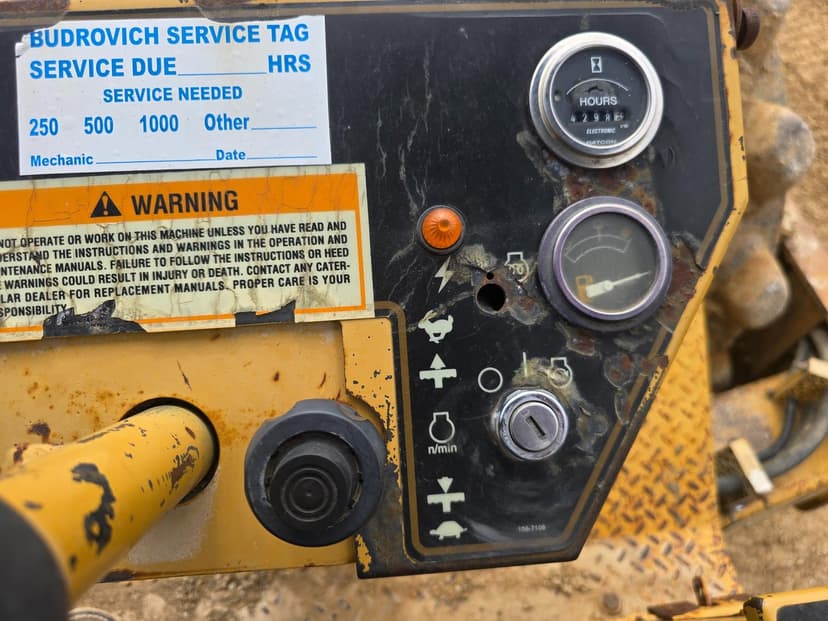 BUDROVICH SERVICE TAG
SERVICE DUE HRS
SERVICE NEEDED
250 500 1000 Other
Mechanic Date
WARNING
NOT OPERATE OR WORK ON THIS MACHINE UNLESS YOU HAVE READ AND
DERSTAND THE INSTRUCTIONS AND WARNINGS IN THE OPERATION AND
INTENANCE MANUALS. FAILURE TO FOLLOW THE INSTRUCTIONS OR HEED
E WARNINGS COULD RESULT IN INJURY OR DEATH. CONTACT ANY CATER-
LAR DEALER FOR REPLACEMENT MANUALS. PROPER CARE IS YOUR
SPONSIBILITY.
HOURS
4298
ELECTRONIC
DATCON
n/min